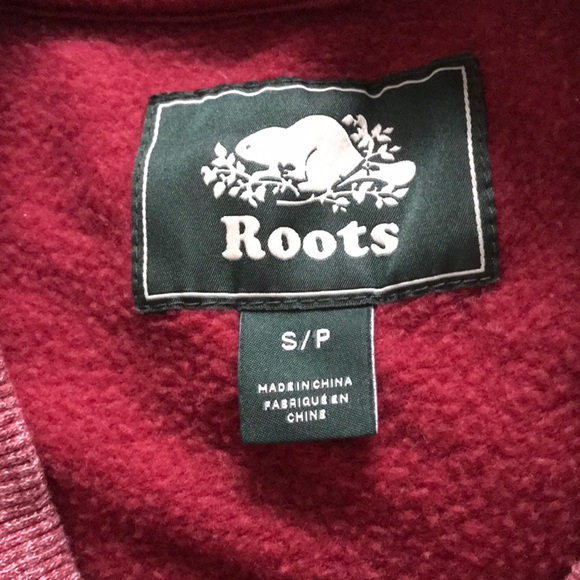 Roots
S/P
MADE IN CHINA
FABRIQUÉ EN
CHINE